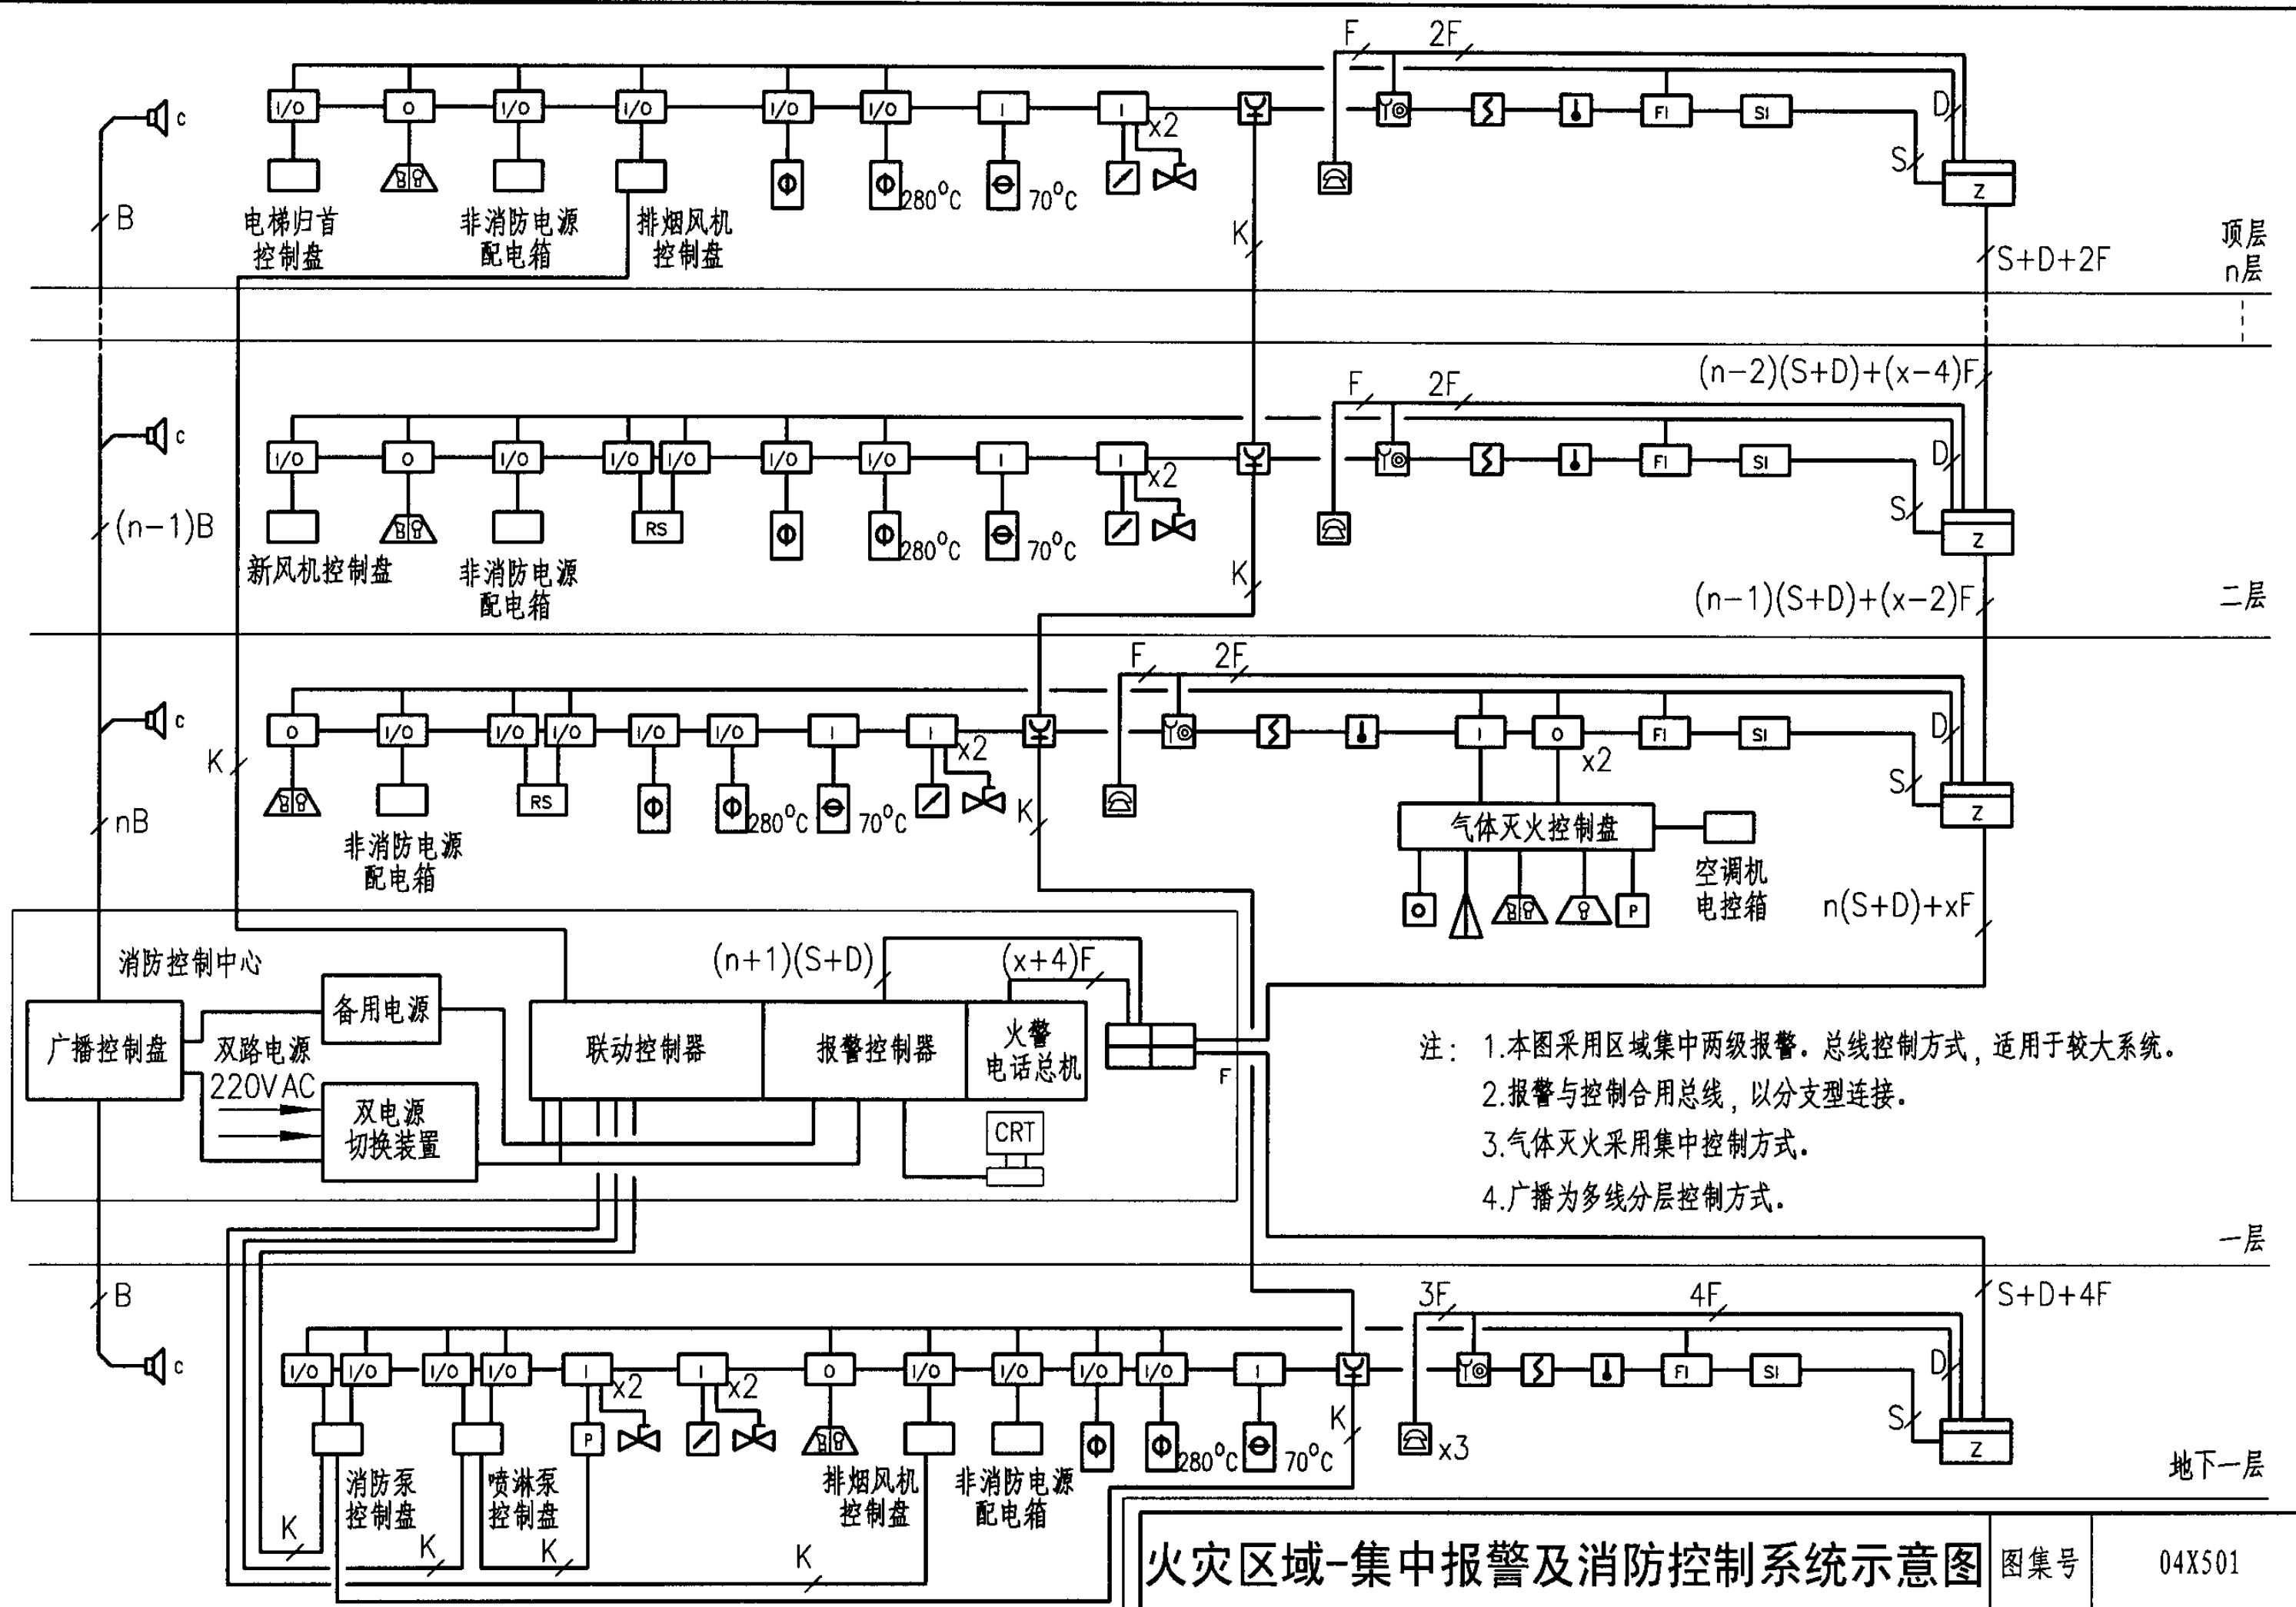 F 2F
I/O O I/O I/O I/O I/O I I x2 FI SI D
C
S
Z
280°C 70°C
B
电梯归首 非消防电源 排烟风机
控制盘 配电箱 控制盘
K
S+D+2F
顶层
n层
(n-2)(S+D)+(x-4)F
F 2F
C
I/O O I/O I/O I/O I/O I/O I I x2 FI SI D
S
(n-1)B
RS
280°C 70°C
Z
新风机控制盘 非消防电源
配电箱
K
(n-1)(S+D)+(x-2)F
二层
F 2F
C
O I/O I/O I/O I/O I/O I I x2 I O x2 FI SI D
K
S
RS
280°C 70°C
K
Z
nB
非消防电源
配电箱
气体灭火控制盘
P
空调机
电控箱
n(S+D)+xF
消防控制中心
(n+1)(S+D) (x+4)F
广播控制盘
备用电源
双路电源
220VAC
双电源
切换装置
联动控制器
报警控制器
火警
电话总机
F
CRT
注: 1.本图采用区域集中两级报警。总线控制方式, 适用于较大系统。
2.报警与控制合用总线, 以分支型连接。
3.气体灭火采用集中控制方式。
4.广播为多线分层控制方式。
一层
B
3F 4F
S+D+4F
C
I/O I/O I/O I/O I x2 I x2 O I/O I/O I/O I/O I FI SI D
P
K
x3
S
Z
280°C 70°C
消防泵 喷淋泵 排烟风机 非消防电源
控制盘 控制盘 控制盘 配电箱
地下一层
K K K K
火灾区域-集中报警及消防控制系统示意图
图集号
04X501